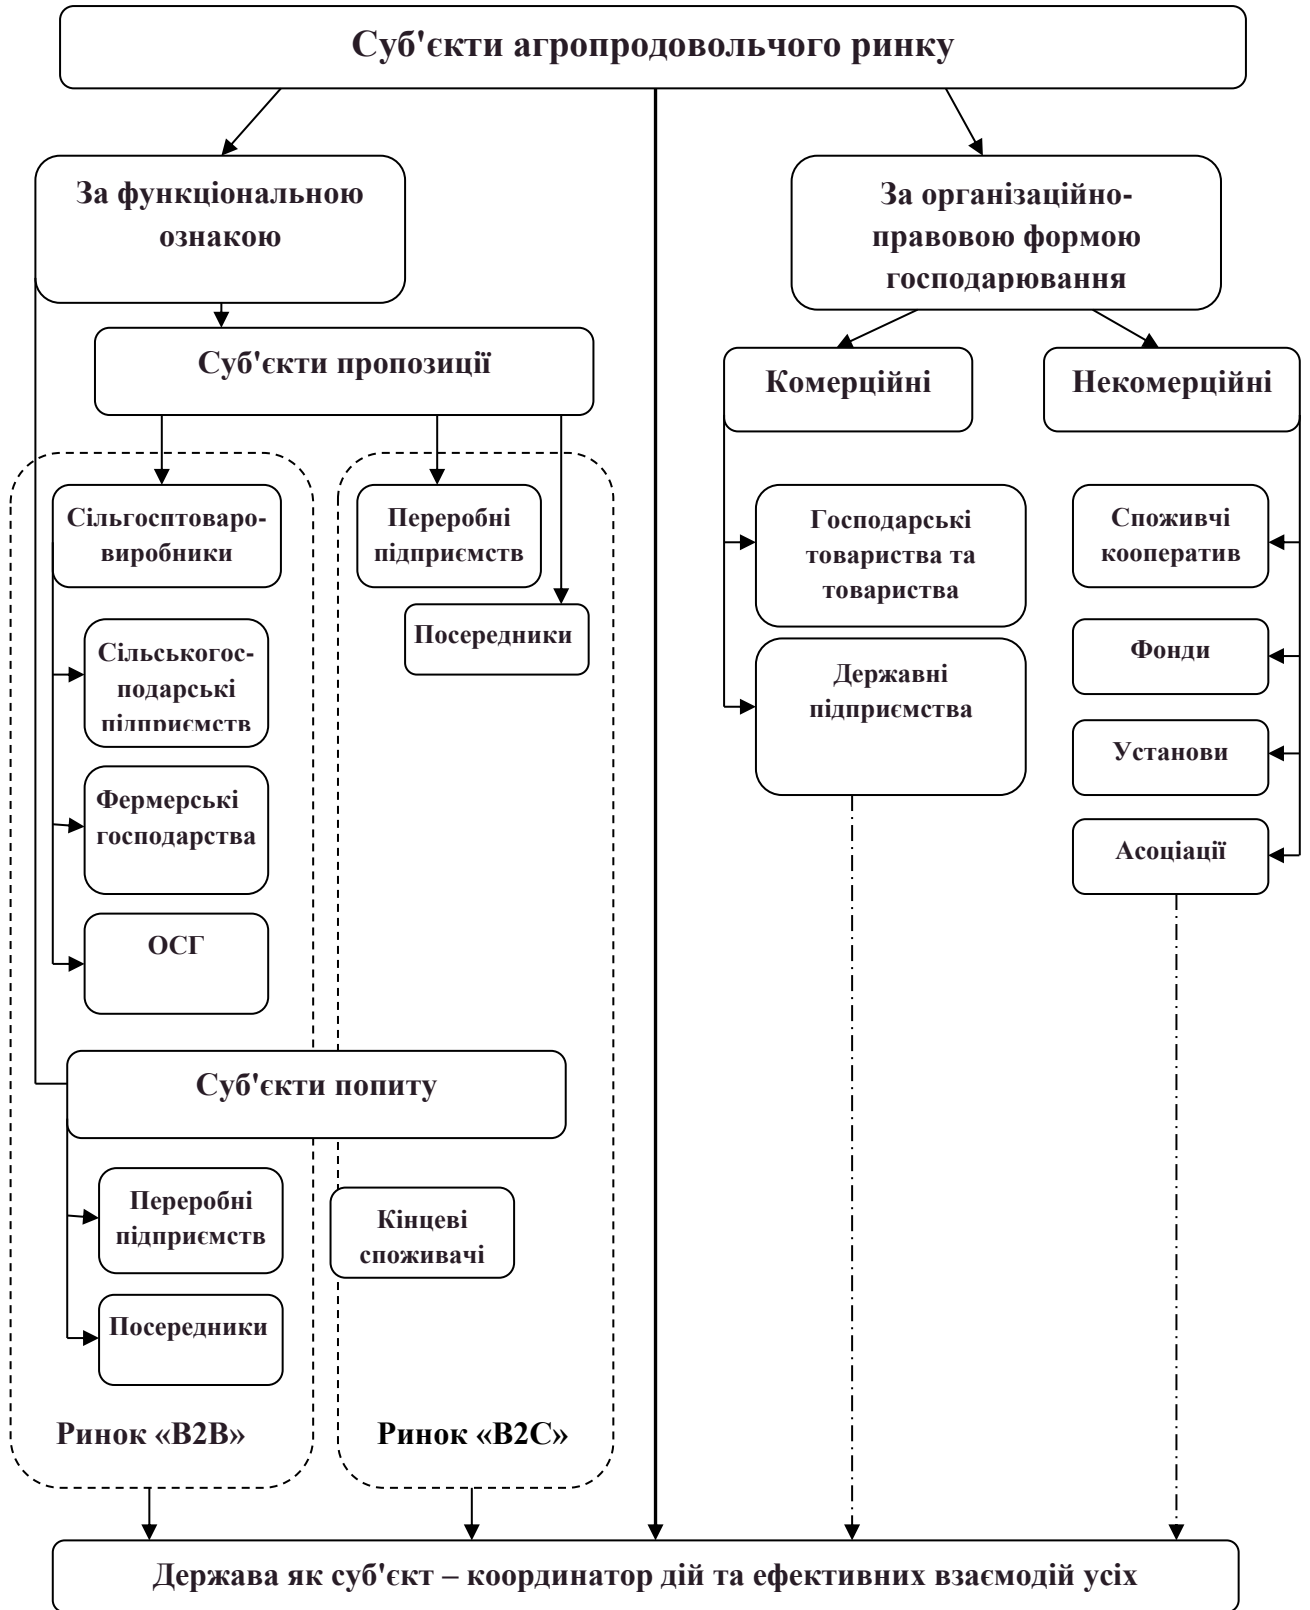 Суб'єкти агропродовольчого ринку
За функціональною
ознакою
За організаційно-
правовою формою
господарювання
Суб'єкти пропозиції
Комерційні
Некомерційні
Сільгосптоваро-
виробники
Переробні
підприємств
Посередники
Господарські
товариства та
товариства
Споживчі
кооператив
Сільськогос-
подарські
підприємств
Державні
підприємства
Фонди
Установи
Фермерські
господарства
Асоціації
ОСГ
Суб'єкти попиту
Переробні
підприємств
Кінцеві
споживачі
Посередники
Ринок «В2В»
Ринок «В2С»
Держава як суб'єкт – координатор дій та ефективних взаємодій усіх